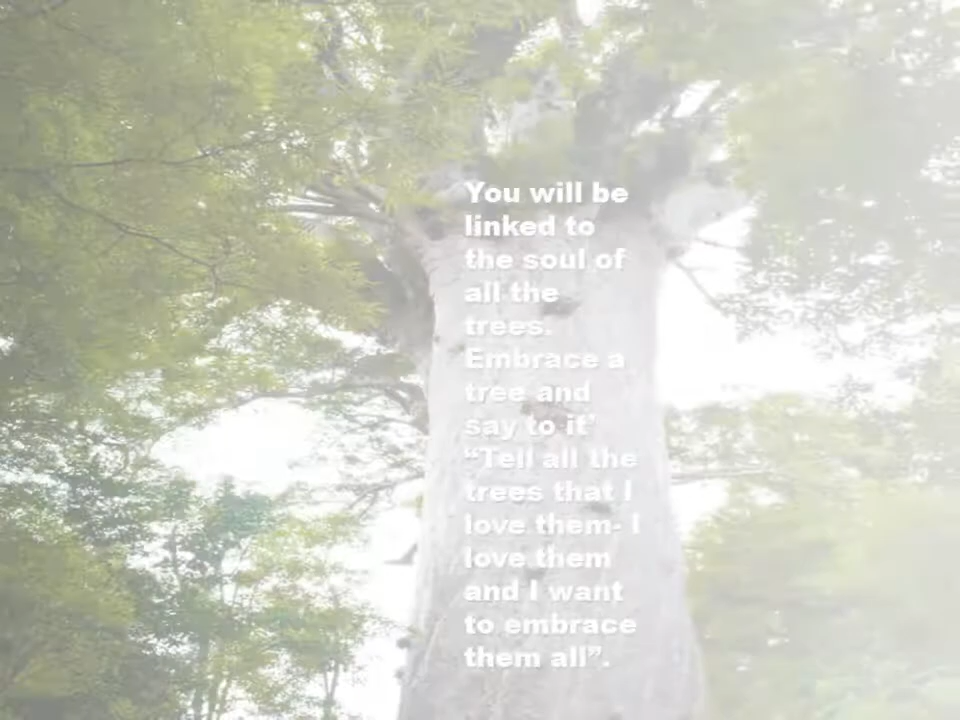 You will be
linked to
the soul of
all the
trees.
Embrace a
tree and
say to it’
“Tell all the
trees that I
love them- I
love them
and I want
to embrace
them all”.